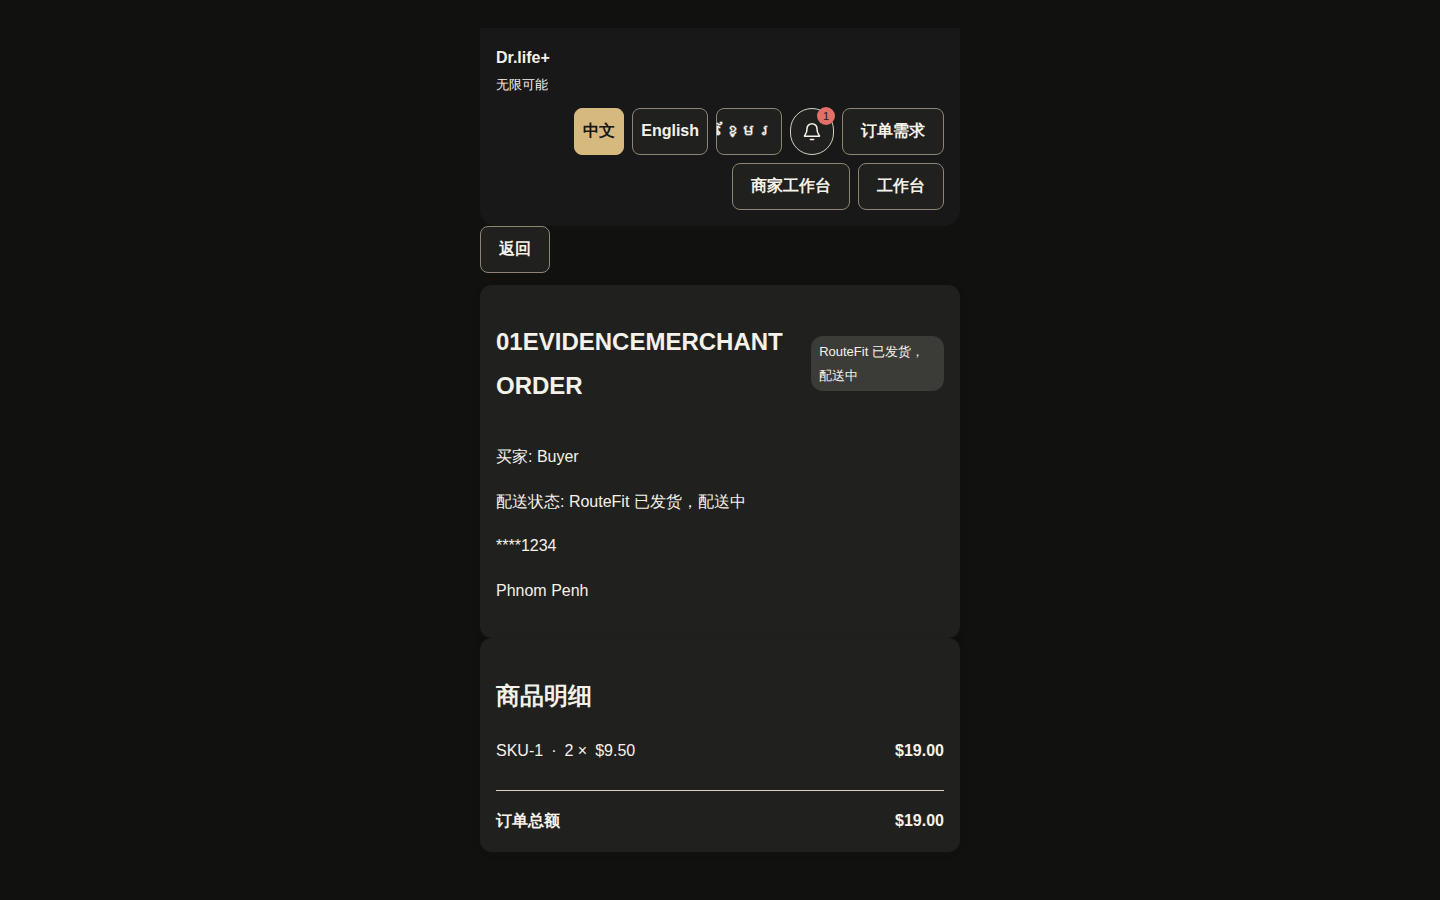 Dr.life+
无限可能
中文
English
ខ្មែរ
1
订单需求
商家工作台
工作台
返回
01EVIDENCEMERCHANT
ORDER
RouteFit 已发货，
配送中
买家: Buyer
配送状态: RouteFit 已发货，配送中
****1234
Phnom Penh
商品明细
SKU-1 · 2 × $9.50
$19.00
订单总额
$19.00